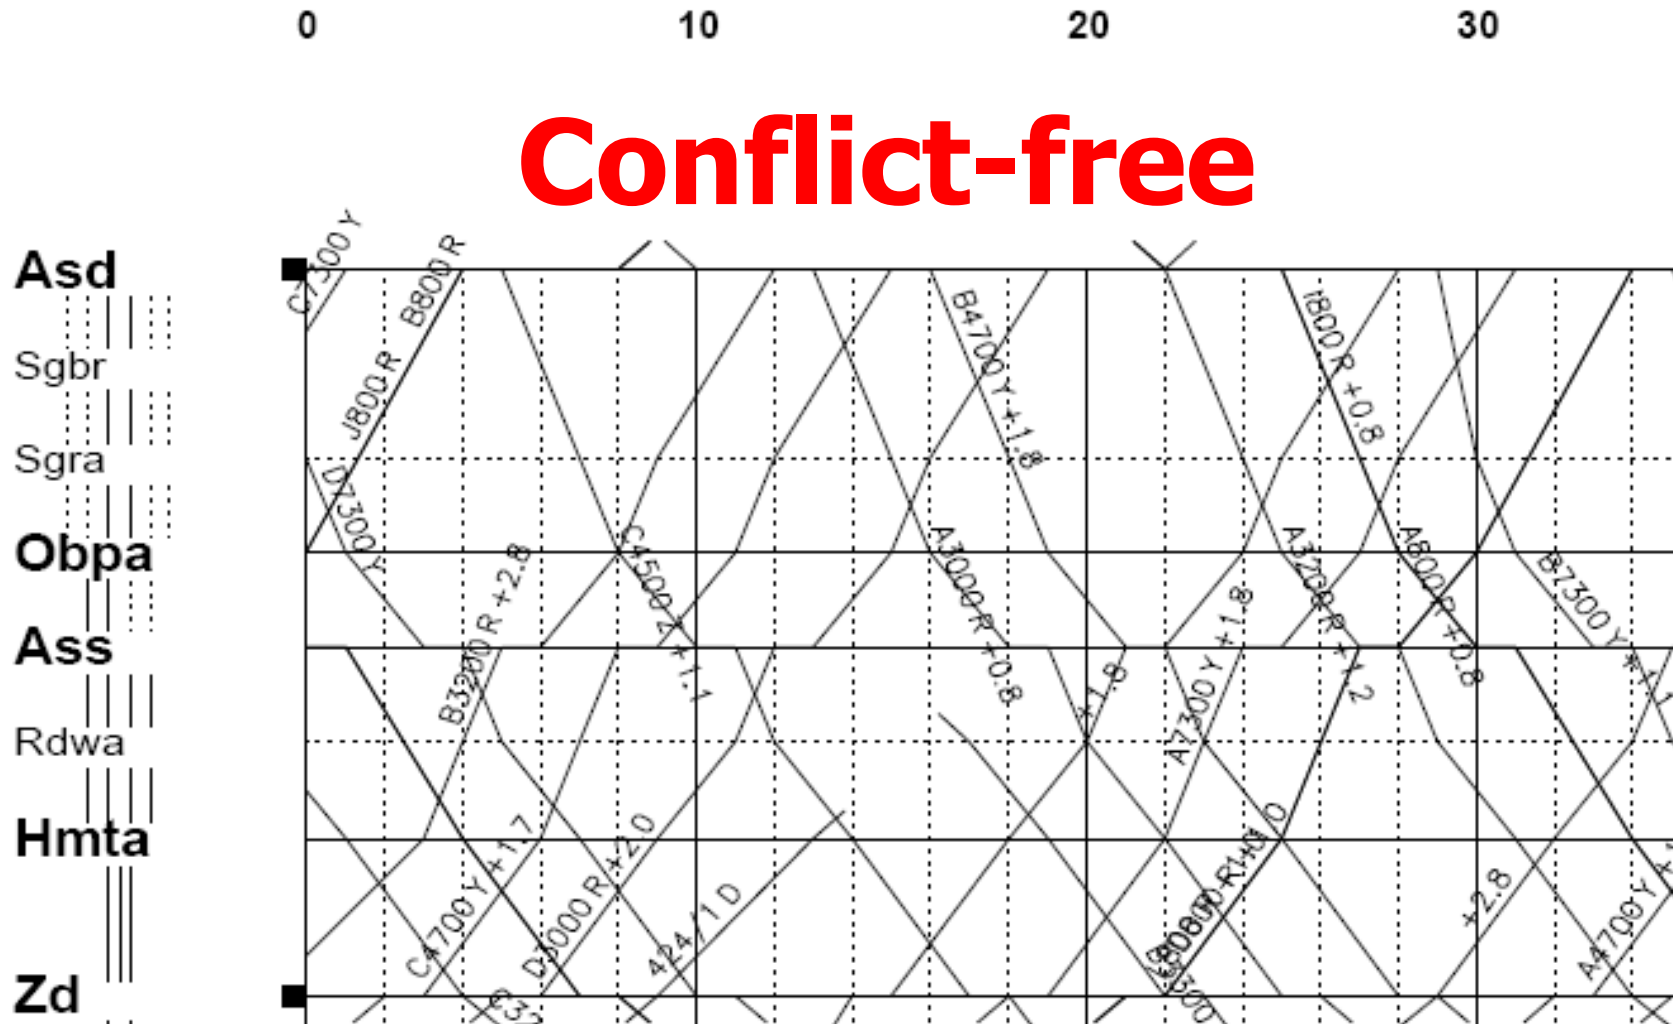 0 10 20 30
Conflict-free
Asd
Sgbr
Sgra
Obpa
Ass
Rdwa
Hmta
Zd
C7300 Y
B800 R
J800 R
D7300 Y
B3200 R +2.8
C4500 Z +1.1
A3000 R +0.8
B4700 Y +1.8
+1.8
A7300 Y +1.8
1800 R +0.8
A3200 R +1.2
A800 R +0.8
B7300 Y
C4700 Y +1.7
D3000 R +2.0
424/1 D
+2.8
A4700 Y